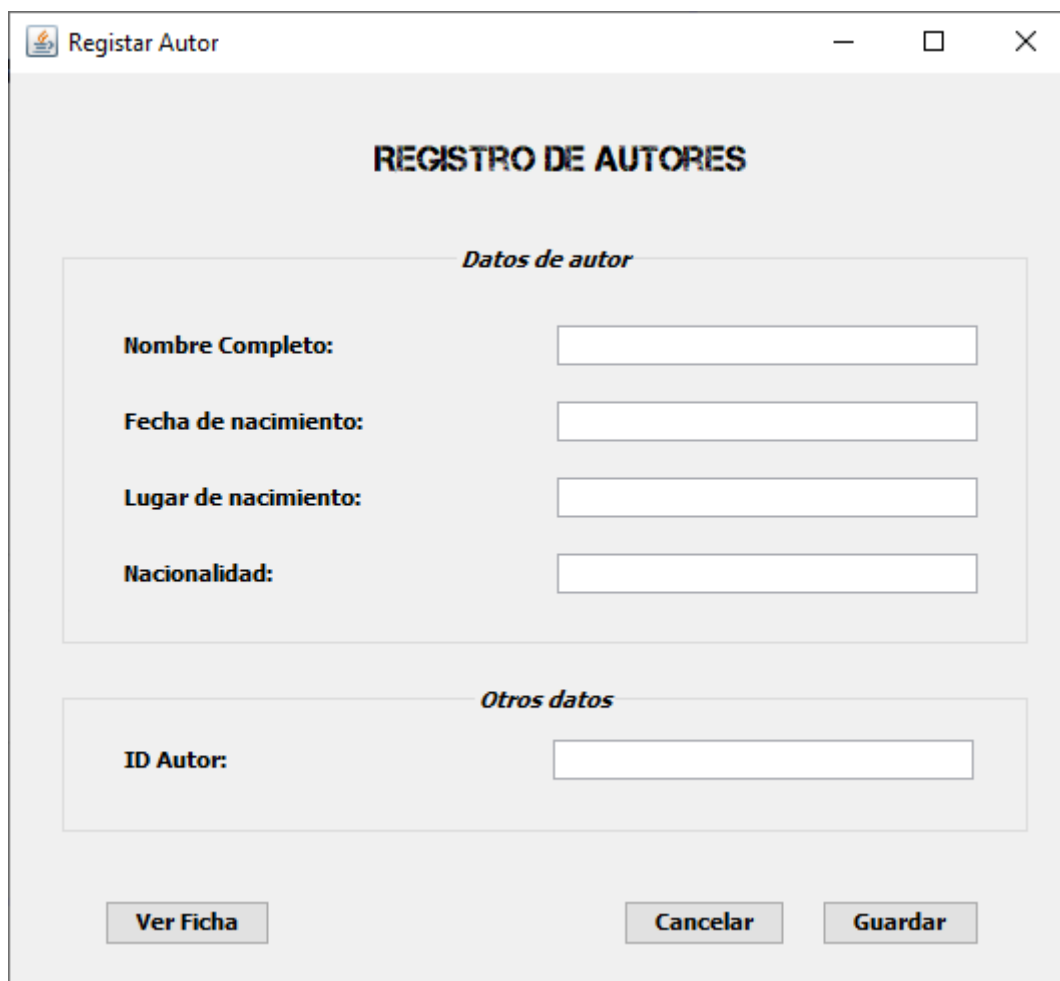 Registar Autor
REGISTRO DE AUTORES
Datos de autor
Nombre Completo:
Fecha de nacimiento:
Lugar de nacimiento:
Nacionalidad:
Otros datos
ID Autor:
Ver Ficha Cancelar Guardar